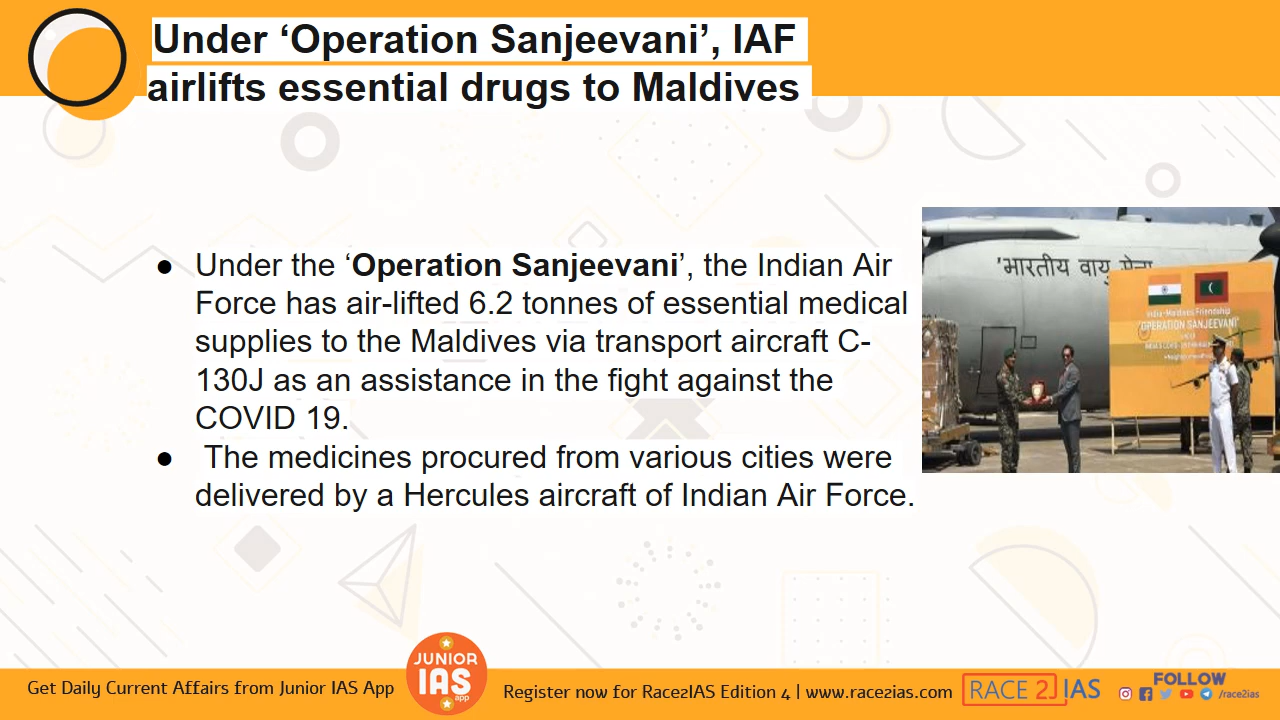 Under ‘Operation Sanjeevani’, IAF
airlifts essential drugs to Maldives
● Under the ‘Operation Sanjeevani’, the Indian Air
Force has air-lifted 6.2 tonnes of essential medical
supplies to the Maldives via transport aircraft C-
130J as an assistance in the fight against the
COVID 19.
● The medicines procured from various cities were
delivered by a Hercules aircraft of Indian Air Force.
'भारतीय वायु सेना
India-Maldives Friendship
"OPERATION SANJEEVANI"
Get Daily Current Affairs from Junior IAS App
JUNIOR
IAS
app
Register now for Race2IAS Edition 4 | www.race2ias.com
RACE 2 IAS
FOLLOW
/race2ias